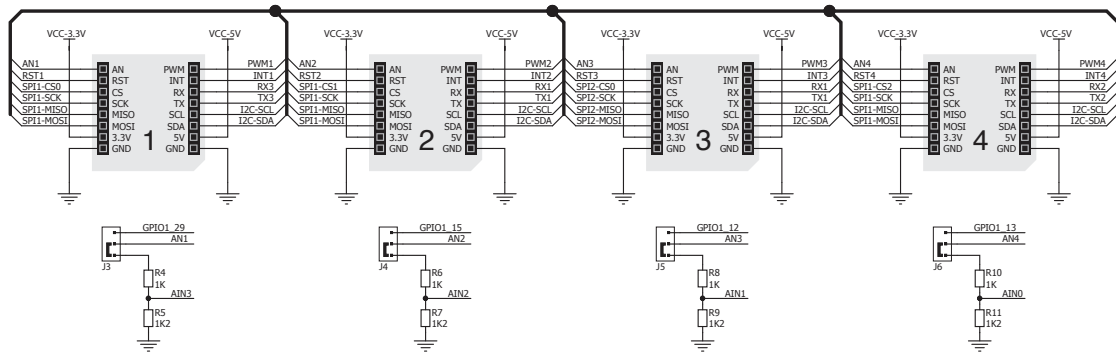 VCC-3.3V VCC-5V VCC-3.3V VCC-5V VCC-3.3V VCC-5V VCC-3.3V VCC-5V
AN1 AN PWM PWM1 AN2 AN PWM PWM2 AN3 AN PWM PWM3 AN4 AN PWM PWM4
RST1 RST INT INT1 RST2 RST INT INT2 RST3 RST INT INT3 RST4 RST INT INT4
SPI1-CS0 CS RX RX3 SPI1-CS1 CS RX RX1 SPI2-CS0 CS RX RX1 SPI1-CS2 CS RX RX2
SPI1-SCK SCK TX TX3 SPI1-SCK SCK TX TX1 SPI2-SCK SCK TX TX1 SPI1-SCK SCK TX TX2
SPI1-MISO MISO SCL I2C-SCL SPI1-MISO MISO SCL I2C-SCL SPI2-MISO MISO SCL I2C-SCL SPI1-MISO MISO SCL I2C-SCL
SPI1-MOSI MOSI SDA I2C-SDA SPI1-MOSI MOSI SDA I2C-SDA SPI2-MOSI MOSI SDA I2C-SDA SPI1-MOSI MOSI SDA I2C-SDA
3.3V 5V 3.3V 5V 3.3V 5V 3.3V 5V
GND 1 GND GND 2 GND GND 3 GND GND 4 GND
GPIO1_29 GPIO1_15 GPIO1_12 GPIO1_13
AN1 AN2 AN3 AN4
J3 J4 J5 J6
R4 R6 R8 R10
1K 1K 1K 1K
AIN3 AIN2 AIN1 AIN0
R5 R7 R9 R11
1K2 1K2 1K2 1K2